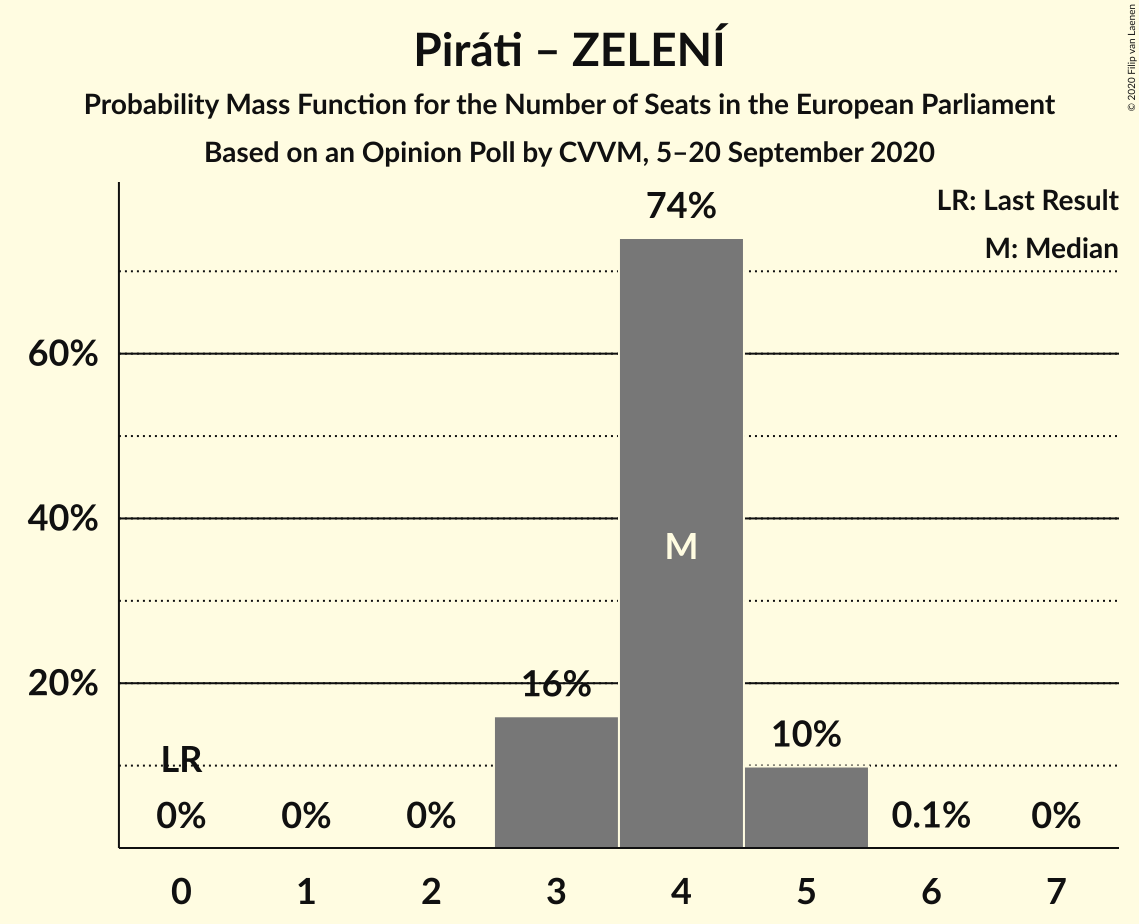 Piráti – ZELENÍ
Probability Mass Function for the Number of Seats in the European Parliament
Based on an Opinion Poll by CVVM, 5–20 September 2020
© 2020 Filip van Laenen
LR: Last Result
M: Median
74%
60%
40%
M
20%
16%
10%
LR
0%
0%
0%
0.1%
0%
0 1 2 3 4 5 6 7